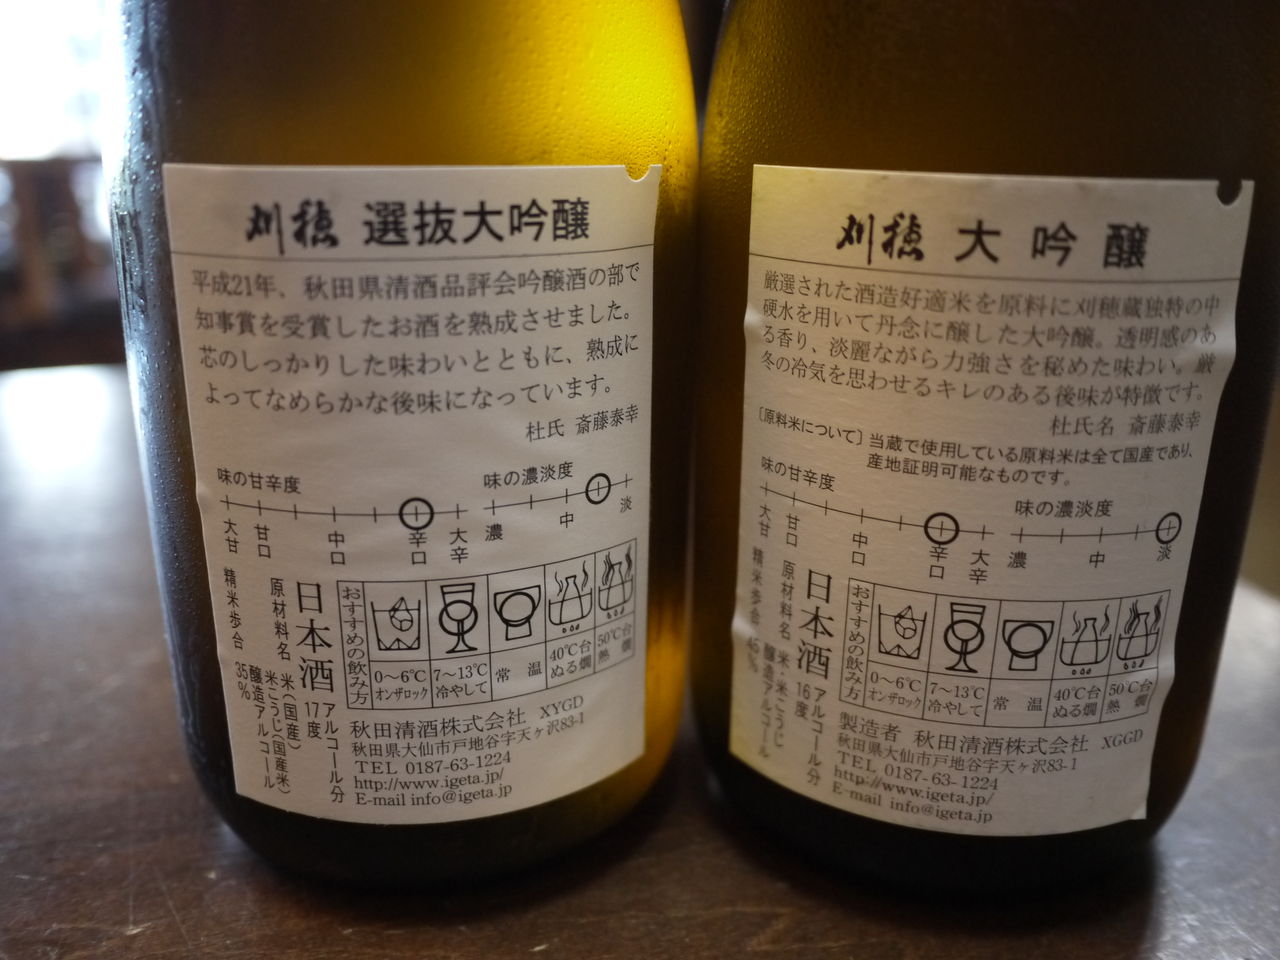 刈穂 選抜大吟醸
平成21年、秋田県清酒品評会吟醸酒の部で
知事賞を受賞したお酒を熟成させました。
芯のしっかりした味わいとともに、熟成に
よってなめらかな後味になっています。
杜氏 斎藤泰幸
味の甘辛度
大甘
甘口
中口
辛口
大辛
味の濃淡度
濃
中
淡
日本酒
アルコール分
17度
原材料名
米(国産)
米こうじ(国産米)
醸造アルコール
精米歩合
35%
おすすめの飲み方
0〜6℃
オンザロック
7〜13℃
冷やして
常温
40℃台
ぬる燗
50℃台
熱燗
秋田清酒株式会社 XYGD
秋田県大仙市戸地谷字天ヶ沢83-1
TEL 0187-63-1224
http://www.igeta.jp/
E-mail info@igeta.jp
刈穂 大吟醸
厳選された酒造好適米を原料に刈穂蔵独特の中
硬水を用いて丹念に醸した大吟醸。透明感のあ
る香り、淡麗ながら力強さを秘めた味わい。厳
冬の冷気を思わせるキレのある後味が特徴です。
杜氏名 斎藤泰幸
〔原料米について〕当蔵で使用している原料米は全て国産であり、
産地証明可能なものです。
味の甘辛度
大甘
甘口
中口
辛口
大辛
味の濃淡度
濃
中
淡
日本酒
アルコール分
16度
原材料名
米・米こうじ
醸造アルコール
精米歩合
45%
おすすめの飲み方
0〜6℃
オンザロック
7〜13℃
冷やして
常温
40℃台
ぬる燗
50℃台
熱燗
製造者 秋田清酒株式会社 XGGD
秋田県大仙市戸地谷字天ヶ沢83-1
TEL 0187-63-1224
http://www.igeta.jp/
E-mail info@igeta.jp